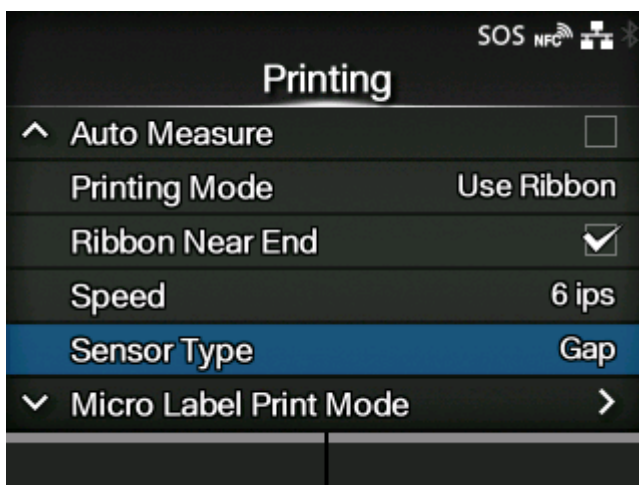 SOS NFC
Printing
Auto Measure
Printing Mode Use Ribbon
Ribbon Near End
Speed 6 ips
Sensor Type Gap
Micro Label Print Mode